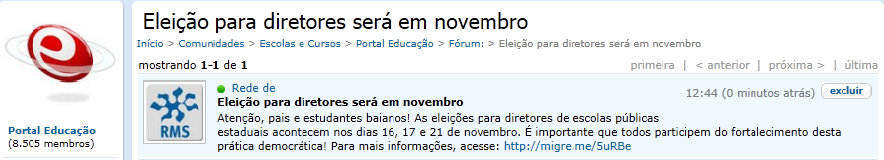 Eleição para diretores será em novembro
Início > Comunidades > Escolas e Cursos > Portal Educação > Fórum: > Eleição para diretores será em novembro
mostrando 1-1 de 1
primeira | < anterior | próxima > | última
Rede de
12:44 (0 minutos atrás) excluir
Eleição para diretores será em novembro
Atenção, pais e estudantes baianos! As eleições para diretores de escolas públicas
estaduais acontecem nos dias 16, 17 e 21 de novembro. É importante que todos participem do fortalecimento desta
prática democrática! Para mais informações, acesse: http://migre.me/5uRBe
RMS
Portal Educação
(8.505 membros)